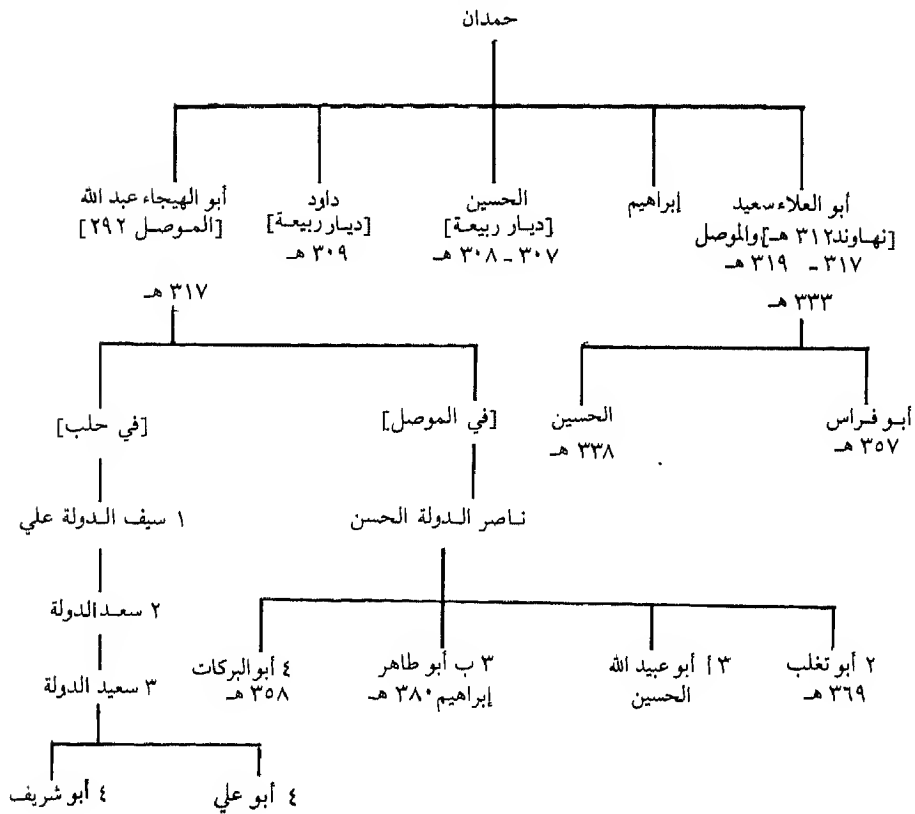 حمدان
أبو العلاء سعيد
[نهاوند ٣١٢ هـ] والموصل
٣١٧ - ٣١٩ هـ
٣٣٣ هـ
إبراهيم
الحسين
[ديار ربيعة]
٣٠٧ - ٣٠٨ هـ
داود
[ديار ربيعة]
٣٠٩ هـ
أبو الهيجاء عبد الله
[الموصل ٢٩٢]
٣١٧ هـ
أبو فراس
٣٥٧ هـ
الحسين
٣٣٨ هـ
[في الموصل]
[في حلب]
ناصر الدولة الحسن
١ سيف الدولة علي
٢ سعد الدولة
٣ سعيد الدولة
٢ أبو تغلب
٣٦٩ هـ
٣ أ أبو عبيد الله
الحسين
٣ ب أبو طاهر
إبراهيم ٣٨٠ هـ
٤ أبو البركات
٣٥٨ هـ
٤ أبو علي
٤ أبو شريف